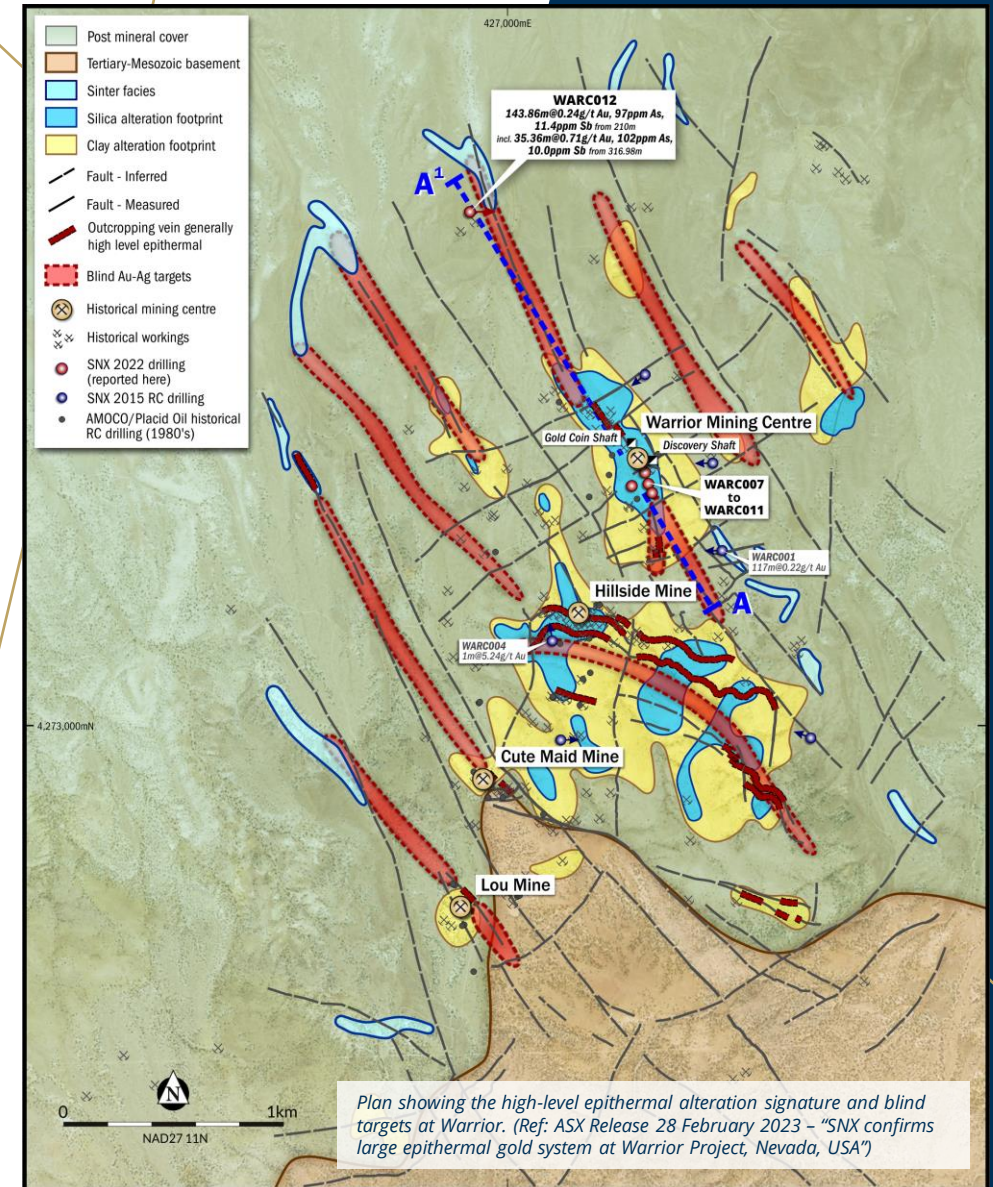 427,000mE
Post mineral cover
Tertiary-Mesozoic basement
Sinter facies
Silica alteration footprint
Clay alteration footprint
Fault - Inferred
Fault - Measured
Outcropping vein generally
high level epithermal
Blind Au-Ag targets
Historical mining centre
Historical workings
SNX 2022 drilling
(reported here)
SNX 2015 RC drilling
AMOCO/Placid Oil historical
RC drilling (1980's)
WARC012
143.86m@0.24g/t Au, 97ppm As,
11.4ppm Sb from 210m
incl. 35.36m@0.71g/t Au, 102ppm As,
10.0ppm Sb from 316.98m
A¹
Warrior Mining Centre
Gold Coin Shaft
Discovery Shaft
WARC007
to
WARC011
WARC001
117m@0.22g/t Au
A
Hillside Mine
WARC004
1m@5.24g/t Au
4,273,000mN
Cute Maid Mine
Lou Mine
N
0 1km
NAD27 11N
Plan showing the high-level epithermal alteration signature and blind
targets at Warrior. (Ref: ASX Release 28 February 2023 – “SNX confirms
large epithermal gold system at Warrior Project, Nevada, USA”)